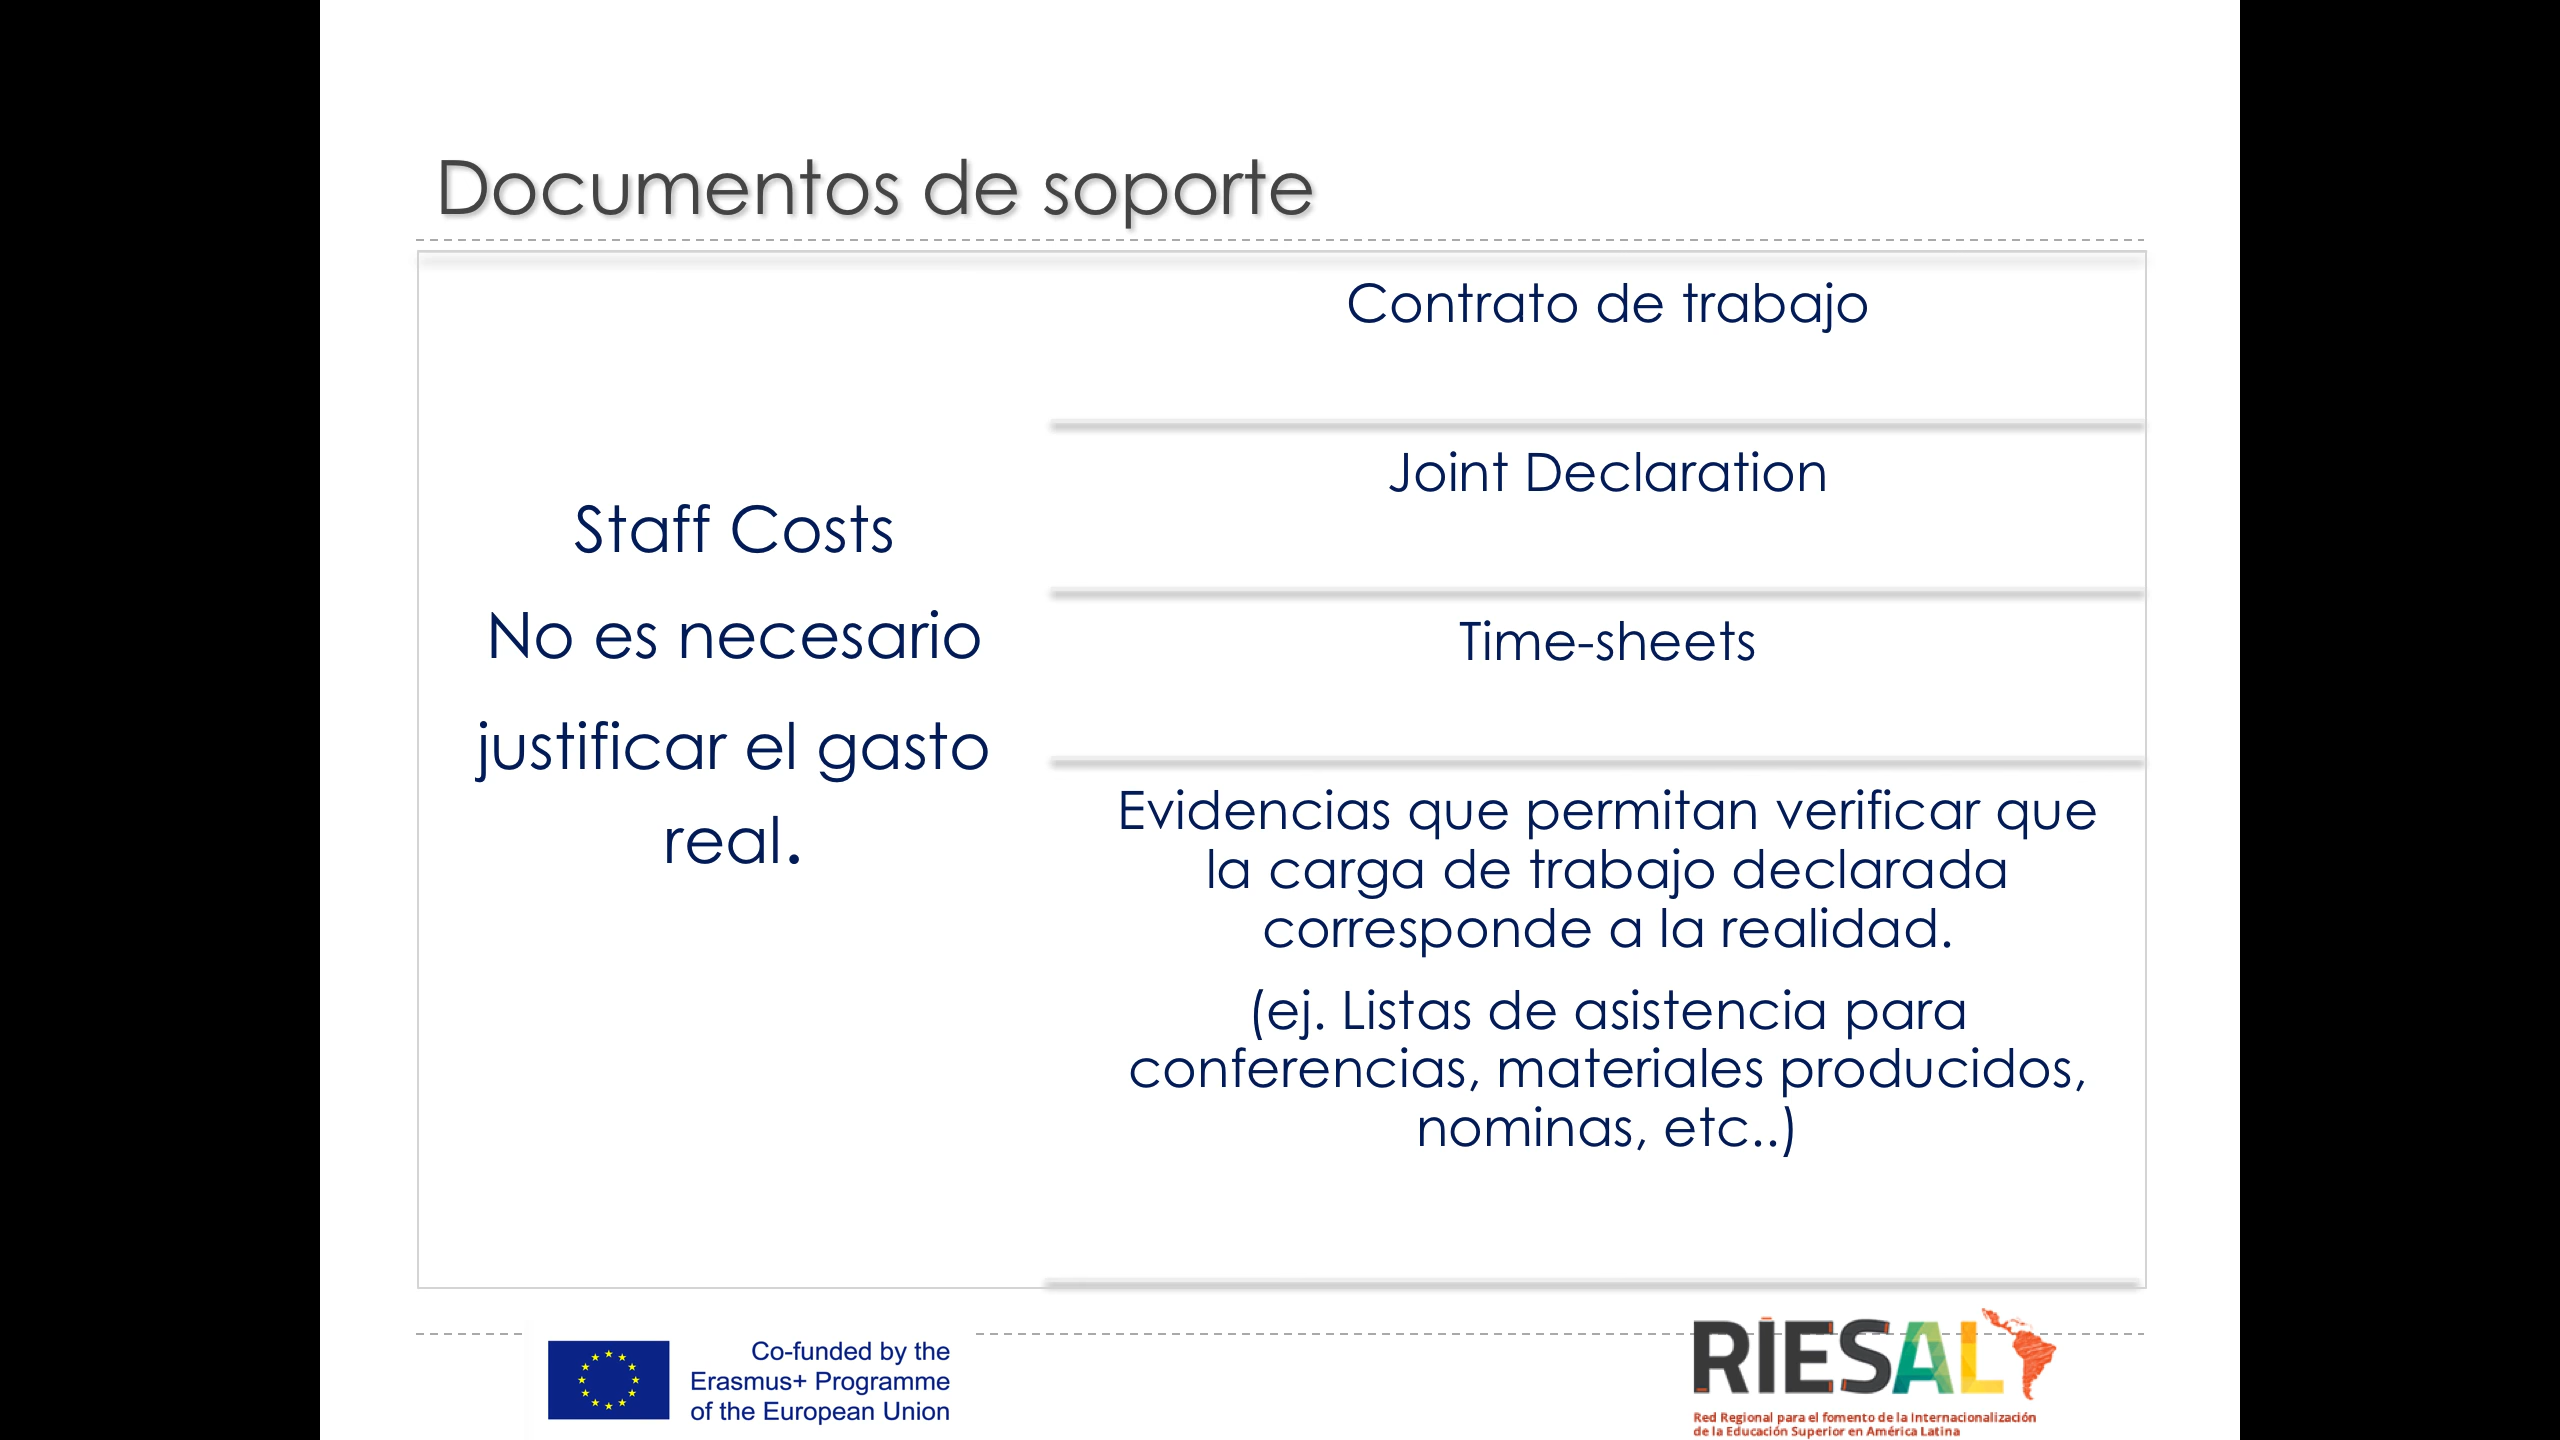 Documentos de soporte
Staff Costs
No es necesario
justificar el gasto
real.
Contrato de trabajo
Joint Declaration
Time-sheets
Evidencias que permitan verificar que
la carga de trabajo declarada
corresponde a la realidad.
(ej. Listas de asistencia para
conferencias, materiales producidos,
nominas, etc..)
Co-funded by the
Erasmus+ Programme
of the European Union
RIESAL
Red Regional para el fomento de la Internacionalización
de la Educación Superior en América Latina